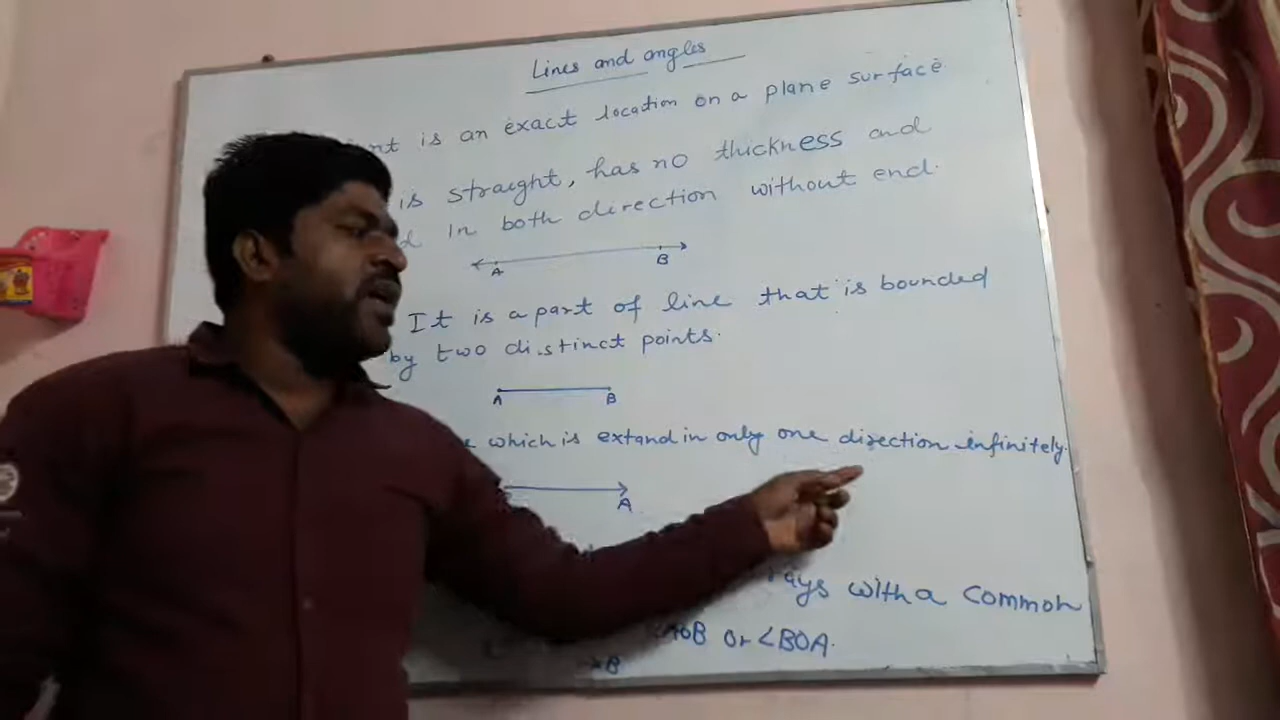 Lines and angles
is an exact location on a plane surface
is straight, has no thickness and
in both direction without end.
A B
It is a part of line that is bounded
by two distinct points.
A B
which is extand in only one direction infinitely.
A
rays with a common
or <BOA.
B